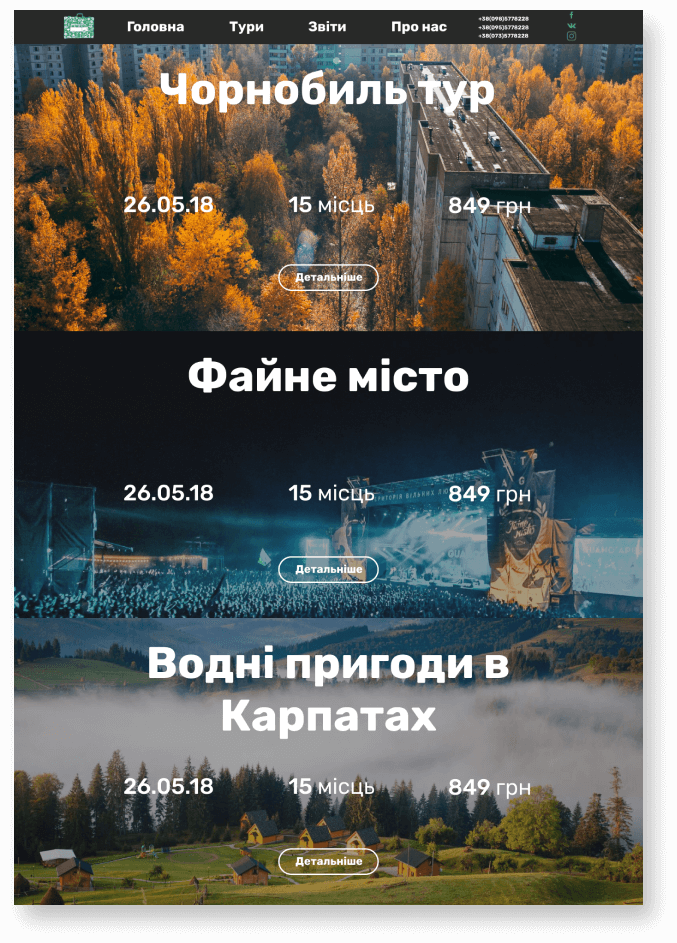 Головна Тури Звіти Про нас
+38(098)5778228
+38(095)5778228
+38(073)5778228
Чорнобиль тур
26.05.18 15 місць 849 грн
Детальніше
Файне місто
26.05.18 15 місць 849 грн
Детальніше
Водні пригоди в
Карпатах
26.05.18 15 місць 849 грн
Детальніше